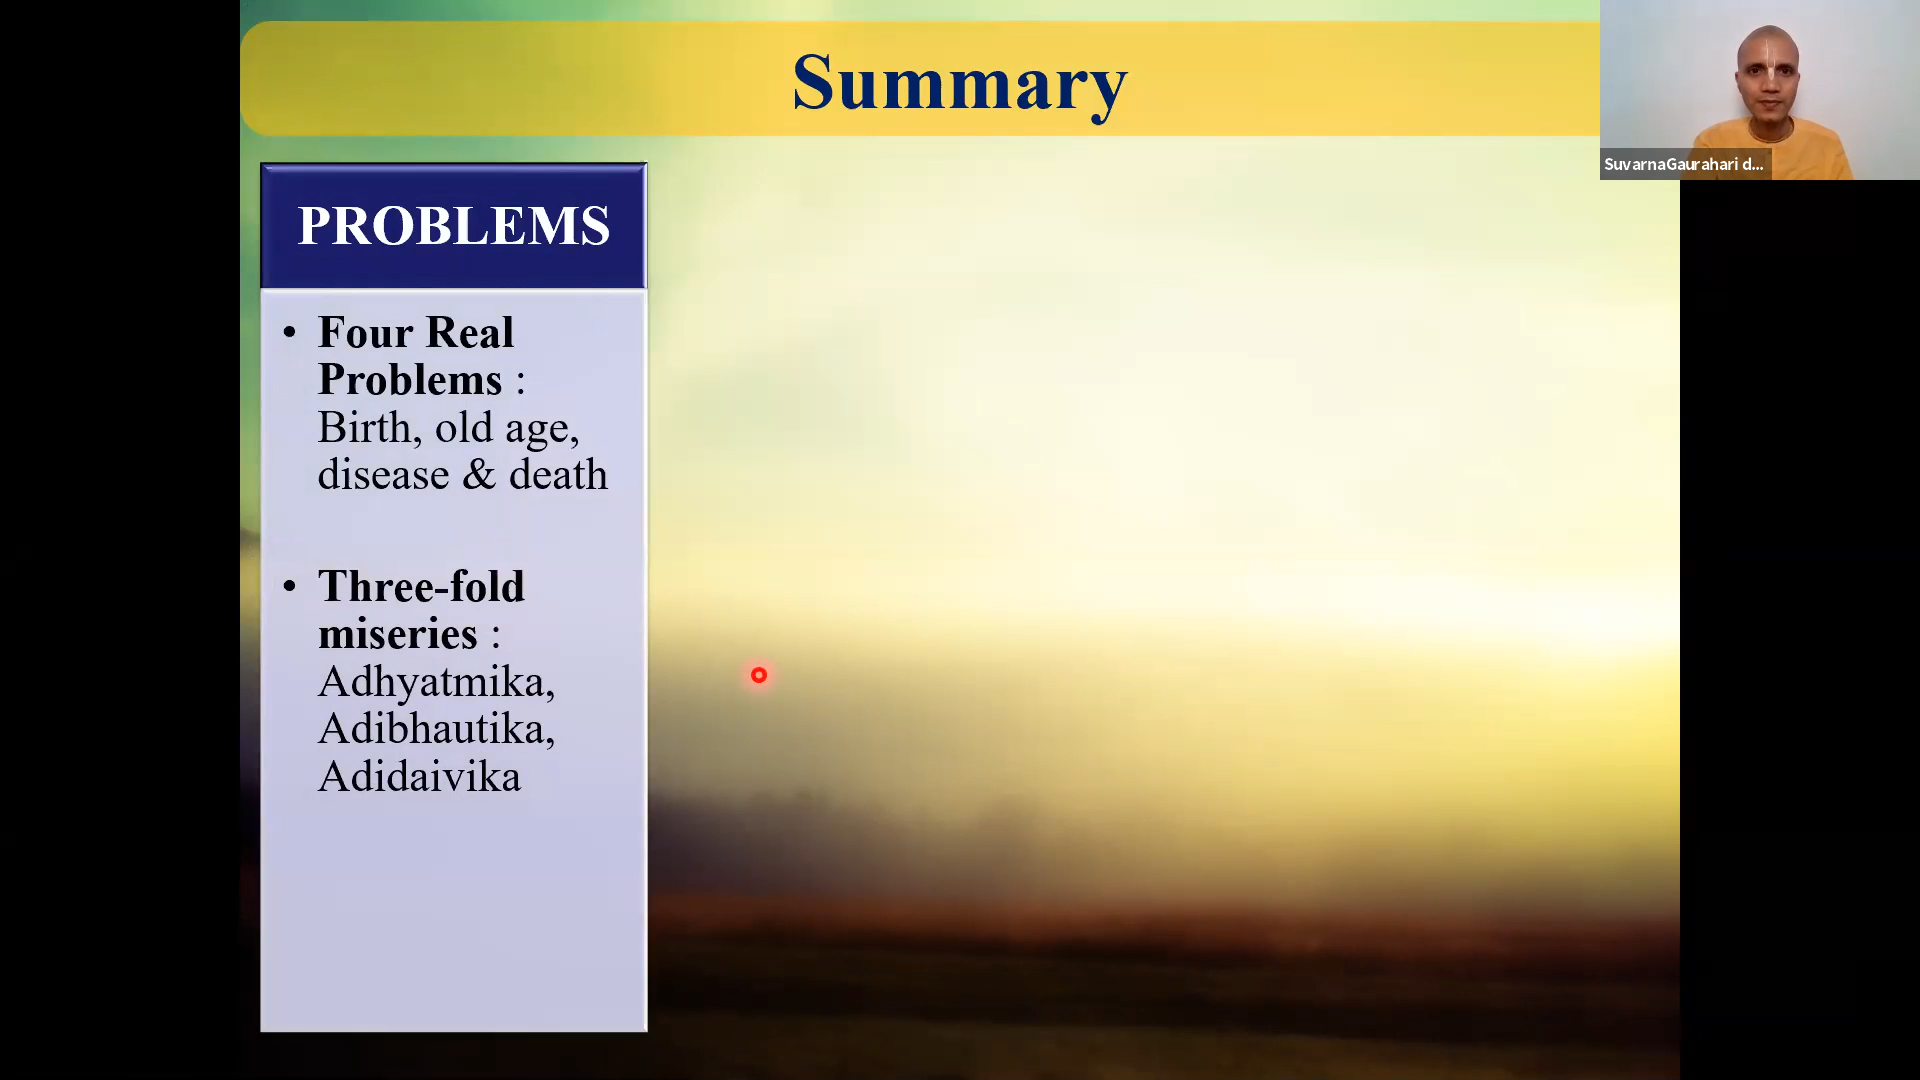 Summary
SuvarnaGaurahari d...
PROBLEMS
• Four Real
Problems :
Birth, old age,
disease & death
• Three-fold
miseries :
Adhyatmika,
Adibhautika,
Adidaivika